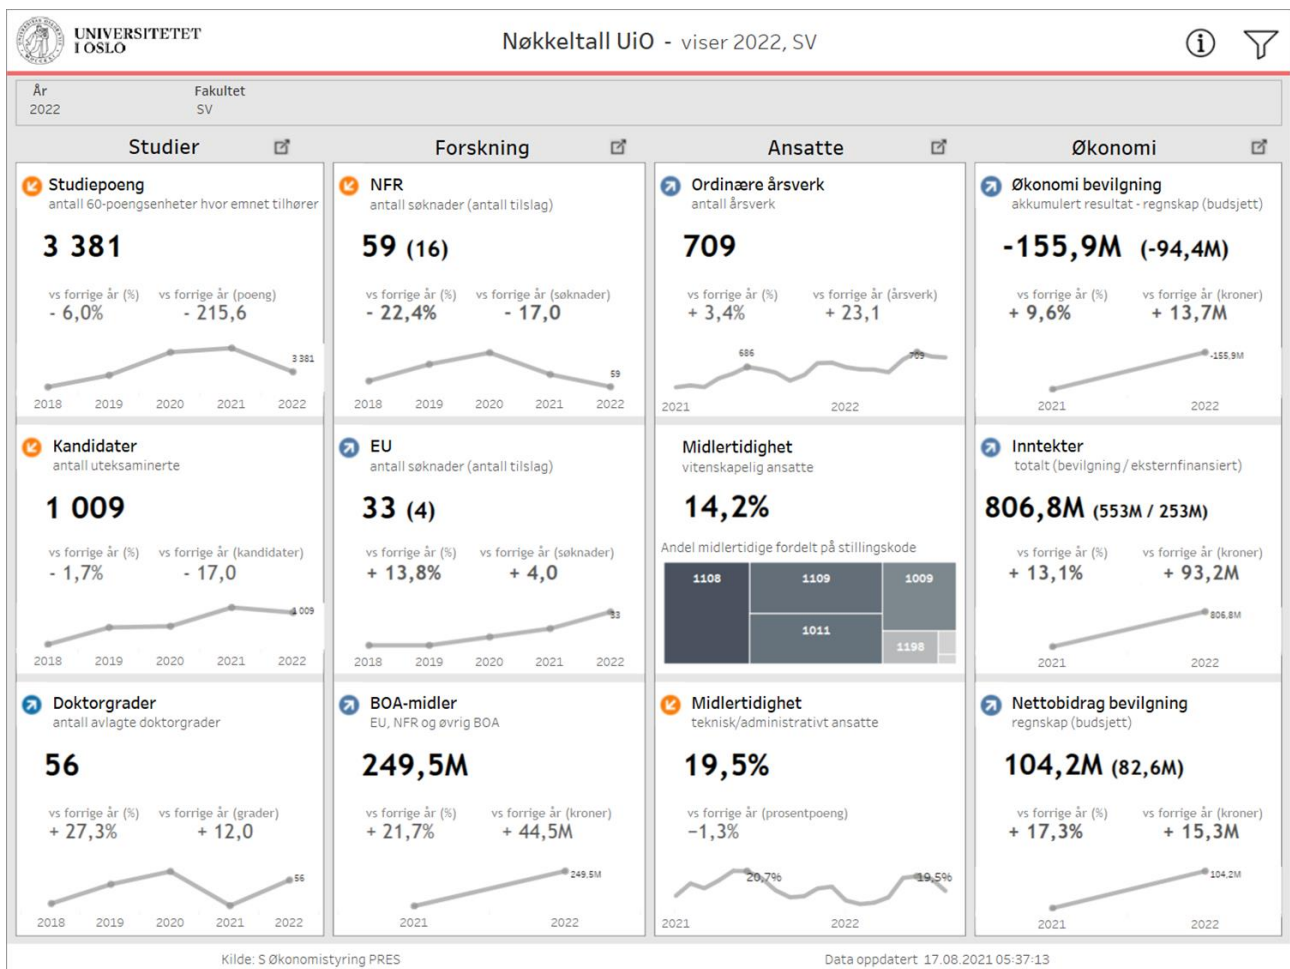 UNIVERSITETET
I OSLO
Nøkkeltall UiO - viser 2022, SV
År
2022
Fakultet
SV
Studier
Forskning
Ansatte
Økonomi
Studiepoeng
antall 60-poengsenheter hvor emnet tilhører
3 381
vs forrige år (%) vs forrige år (poeng)
- 6,0% - 215,6
3 381
2018 2019 2020 2021 2022
NFR
antall søknader (antall tilslag)
59 (16)
vs forrige år (%) vs forrige år (søknader)
- 22,4% - 17,0
59
2018 2019 2020 2021 2022
Ordinære årsverk
antall årsverk
709
vs forrige år (%) vs forrige år (årsverk)
+ 3,4% + 23,1
686 709
2021 2022
Økonomi bevilgning
akkumulert resultat - regnskap (budsjett)
-155,9M (-94,4M)
vs forrige år (%) vs forrige år (kroner)
+ 9,6% + 13,7M
-155,9M
2021 2022
Kandidater
antall uteksaminerte
1 009
vs forrige år (%) vs forrige år (kandidater)
- 1,7% - 17,0
1 009
2018 2019 2020 2021 2022
EU
antall søknader (antall tilslag)
33 (4)
vs forrige år (%) vs forrige år (søknader)
+ 13,8% + 4,0
33
2018 2019 2020 2021 2022
Midlertidighet
vitenskapelig ansatte
14,2%
Andel midlertidige fordelt på stillingskode
1108 1109 1009
1011
1198
Inntekter
totalt (bevilgning / eksternfinansiert)
806,8M (553M / 253M)
vs forrige år (%) vs forrige år (kroner)
+ 13,1% + 93,2M
806,8M
2021 2022
Doktorgrader
antall avlagte doktorgrader
56
vs forrige år (%) vs forrige år (grader)
+ 27,3% + 12,0
56
2018 2019 2020 2021 2022
BOA-midler
EU, NFR og øvrig BOA
249,5M
vs forrige år (%) vs forrige år (kroner)
+ 21,7% + 44,5M
249,5M
2021 2022
Midlertidighet
teknisk/administrativt ansatte
19,5%
vs forrige år (prosentpoeng)
−1,3%
20,7% 19,5%
2021 2022
Nettobidrag bevilgning
regnskap (budsjett)
104,2M (82,6M)
vs forrige år (%) vs forrige år (kroner)
+ 17,3% + 15,3M
104,2M
2021 2022
Kilde: S Økonomistyring PRES
Data oppdatert 17.08.2021 05:37:13